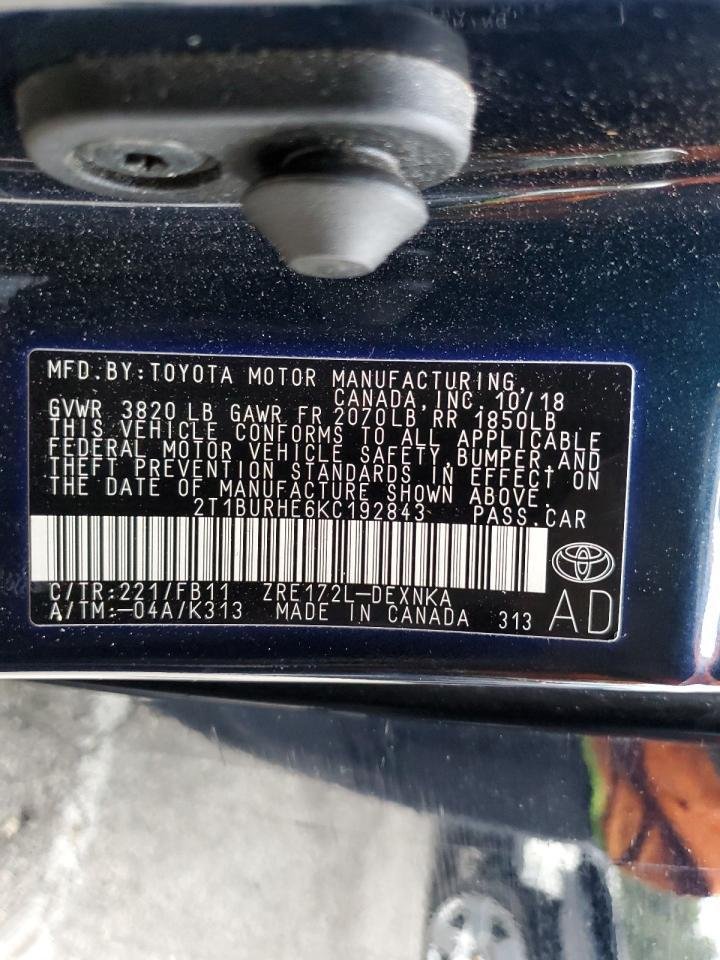 MFD.BY:TOYOTA MOTOR MANUFACTURING,
CANADA,INC. 10/18
GVWR 3820 LB GAWR FR 2070LB RR 1850LB
THIS VEHICLE CONFORMS TO ALL APPLICABLE
FEDERAL MOTOR VEHICLE SAFETY,BUMPER,AND
THEFT PREVENTION STANDARDS IN EFFECT ON
THE DATE OF MANUFACTURE SHOWN ABOVE.
2T1BURHE6KC192843 PASS.CAR
C/TR:221/FB11 ZRE172L-DEXNKA
A/TM:-04A/K313 MADE IN CANADA 313
AD